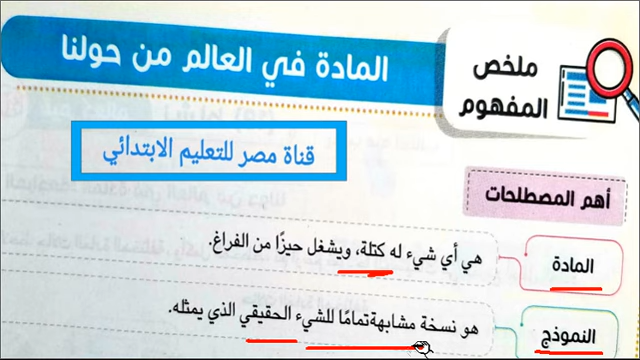 ملخص
المفهوم
المادة في العالم من حولنا
قناة مصر للتعليم الابتدائي
أهم المصطلحات
المادة
هي أي شيء له كتلة، ويشغل حيزًا من الفراغ.
النموذج
هو نسخة مشابهة تمامًا للشيء الحقيقي الذي يمثله.